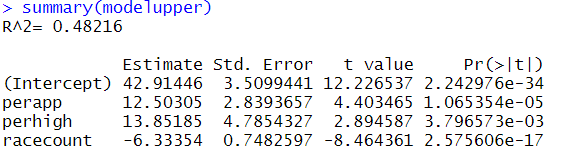 > summary(modelupper)
R^2= 0.48216
Estimate Std. Error t value Pr(>|t|)
(Intercept) 42.91446 3.5099441 12.226537 2.242976e-34
perapp 12.50305 2.8393657 4.403465 1.065354e-05
perhigh 13.85185 4.7854327 2.894587 3.796573e-03
racecount -6.33354 0.7482597 -8.464361 2.575606e-17